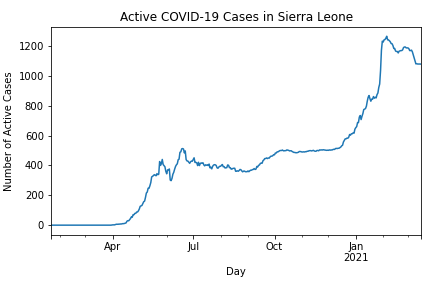 Active COVID-19 Cases in Sierra Leone
Number of Active Cases
1200
1000
800
600
400
200
0
Apr
Jul
Oct
Jan
2021
Day